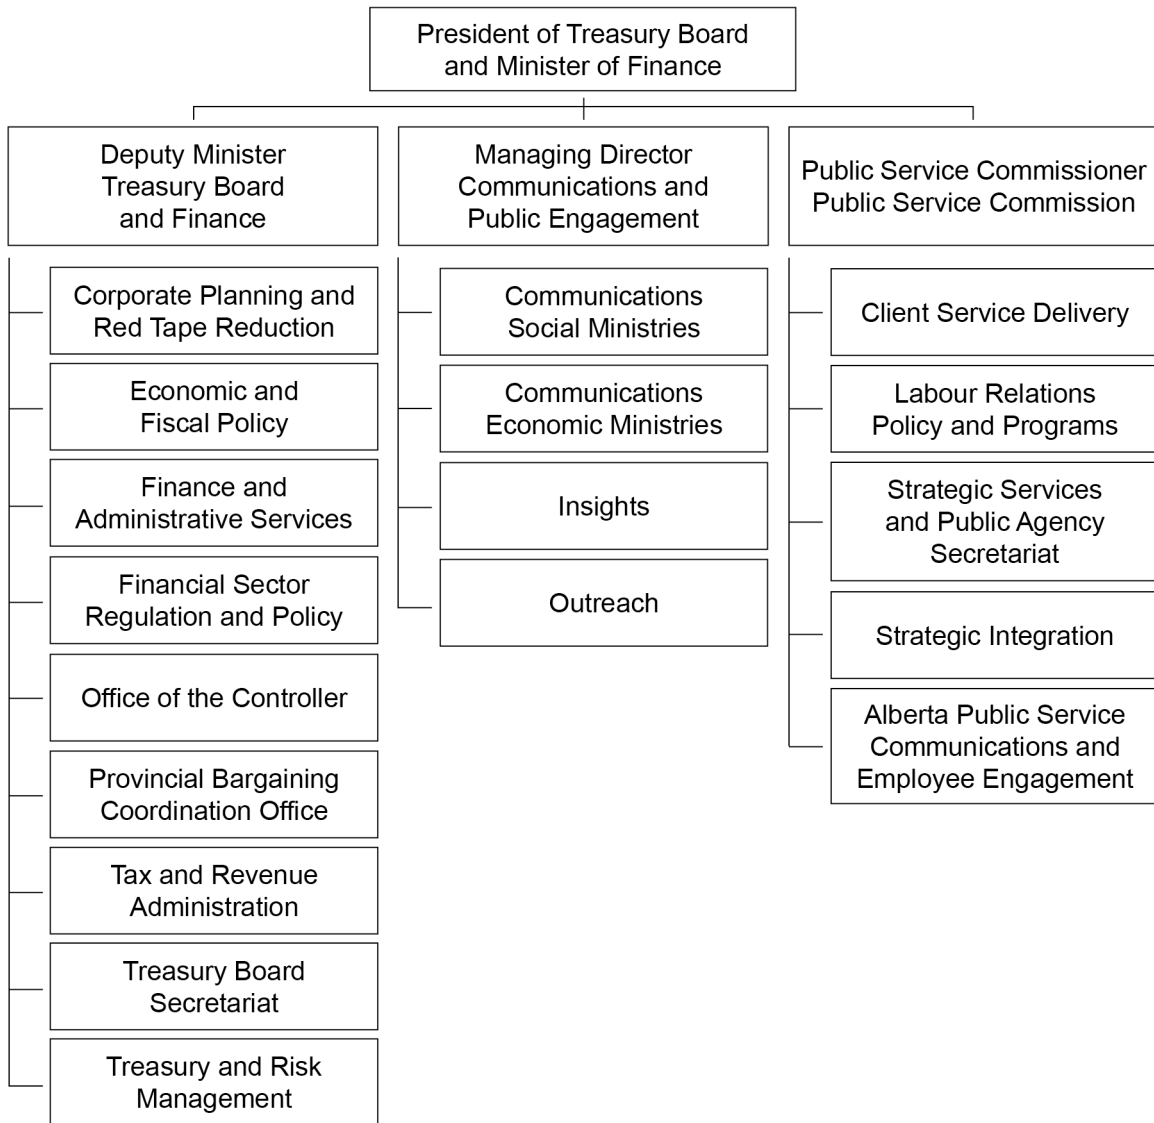 President of Treasury Board
and Minister of Finance
Deputy Minister
Treasury Board
and Finance
Corporate Planning and
Red Tape Reduction
Economic and
Fiscal Policy
Finance and
Administrative Services
Financial Sector
Regulation and Policy
Office of the Controller
Provincial Bargaining
Coordination Office
Tax and Revenue
Administration
Treasury Board
Secretariat
Treasury and Risk
Management
Managing Director
Communications and
Public Engagement
Communications
Social Ministries
Communications
Economic Ministries
Insights
Outreach
Public Service Commissioner
Public Service Commission
Client Service Delivery
Labour Relations
Policy and Programs
Strategic Services
and Public Agency
Secretariat
Strategic Integration
Alberta Public Service
Communications and
Employee Engagement